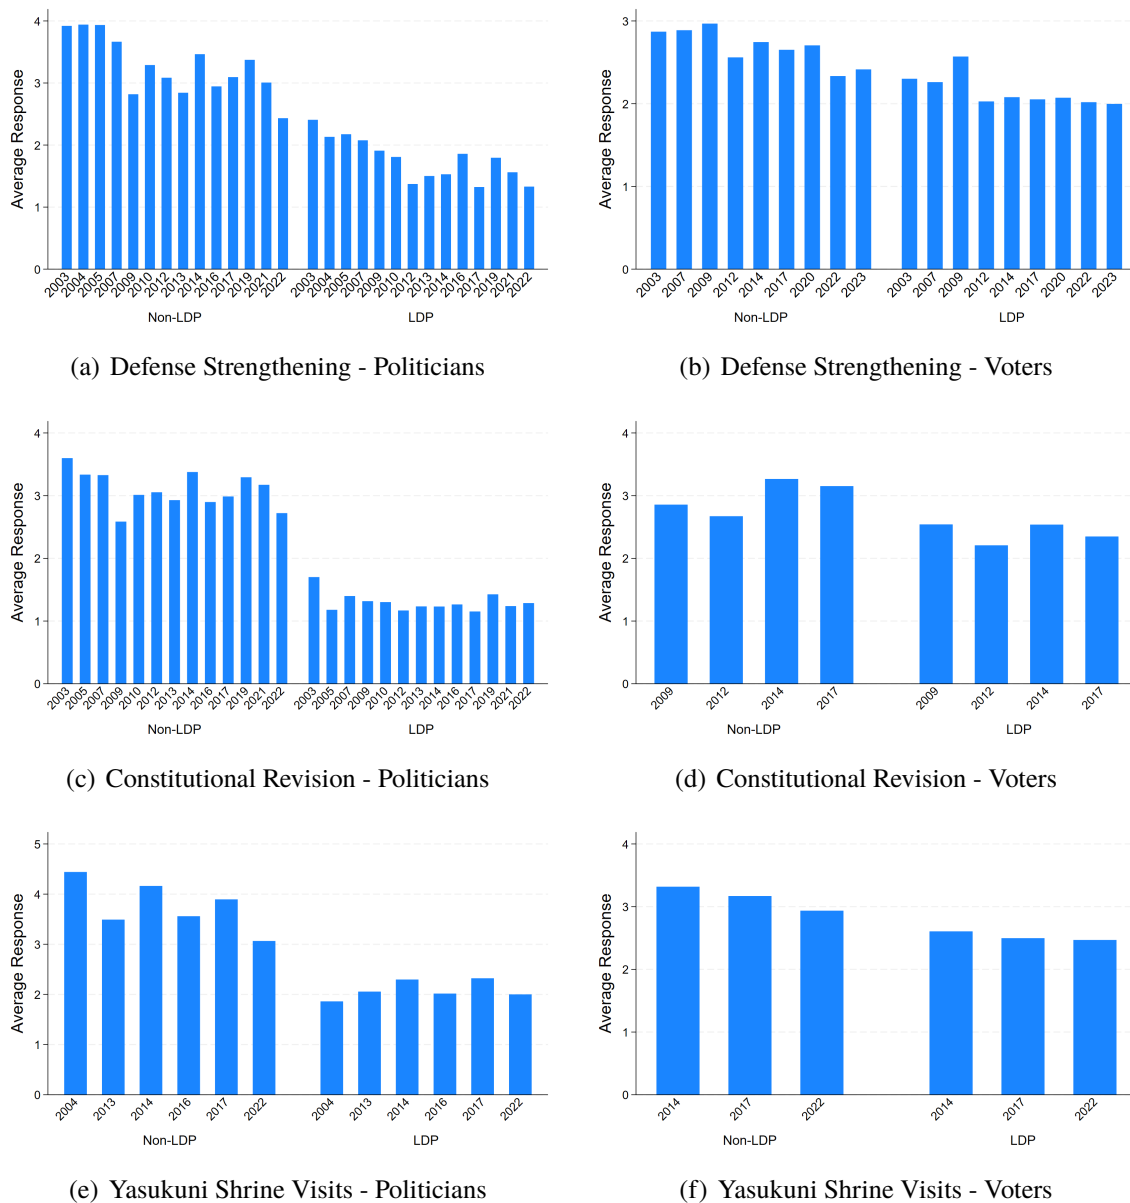 4
3
2
1
0
Average Response
2003 2004 2005 2007 2009 2010 2012 2013 2014 2016 2017 2019 2021 2022 2003 2004 2005 2007 2009 2010 2012 2013 2014 2016 2017 2019 2021 2022
Non-LDP LDP
(a) Defense Strengthening - Politicians
3
2
1
0
Average Response
2003 2007 2009 2012 2014 2017 2020 2022 2023 2003 2007 2009 2012 2014 2017 2020 2022 2023
Non-LDP LDP
(b) Defense Strengthening - Voters
4
3
2
1
0
Average Response
2003 2005 2007 2009 2010 2012 2013 2014 2016 2017 2019 2021 2022 2003 2005 2007 2009 2010 2012 2013 2014 2016 2017 2019 2021 2022
Non-LDP LDP
(c) Constitutional Revision - Politicians
4
3
2
1
0
Average Response
2009 2012 2014 2017 2009 2012 2014 2017
Non-LDP LDP
(d) Constitutional Revision - Voters
5
4
3
2
1
0
Average Response
2004 2013 2014 2016 2017 2022 2004 2013 2014 2016 2017 2022
Non-LDP LDP
(e) Yasukuni Shrine Visits - Politicians
4
3
2
1
0
Average Response
2014 2017 2022 2014 2017 2022
Non-LDP LDP
(f) Yasukuni Shrine Visits - Voters